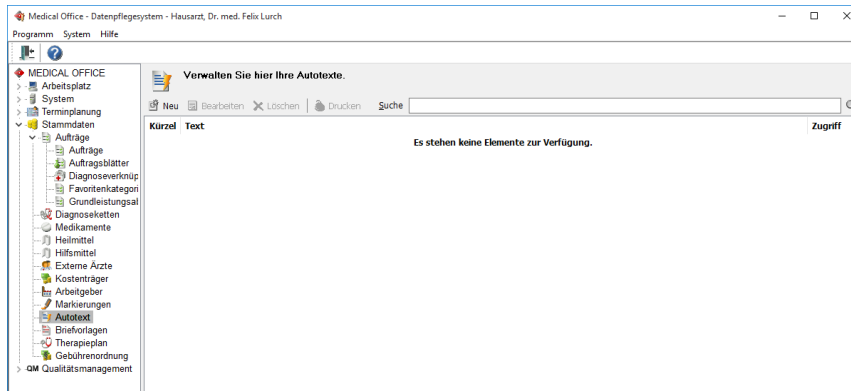 Medical Office - Datenpflegesystem - Hausarzt, Dr. med. Felix Lurch
Programm System Hilfe
MEDICAL OFFICE
Arbeitsplatz
System
Terminplanung
Stammdaten
Aufträge
Aufträge
Auftragsblätter
Diagnoseverknüp
Favoritenkategori
Grundleistungsal
Diagnoseketten
Medikamente
Heilmittel
Hilfsmittel
Externe Ärzte
Kostenträger
Arbeitgeber
Markierungen
Autotext
Briefvorlagen
Therapieplan
Gebührenordnung
QM Qualitätsmanagement
Verwalten Sie hier Ihre Autotexte.
Neu Bearbeiten Löschen Drucken Suche
Kürzel Text Zugriff
Es stehen keine Elemente zur Verfügung.